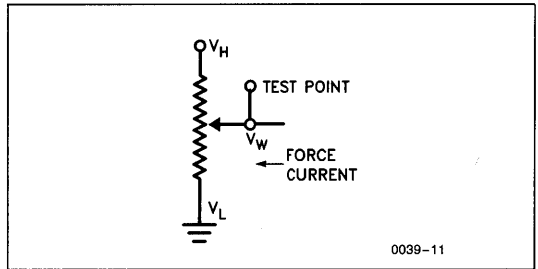 V_H
TEST POINT
V_W
FORCE
CURRENT
V_L
0039-11